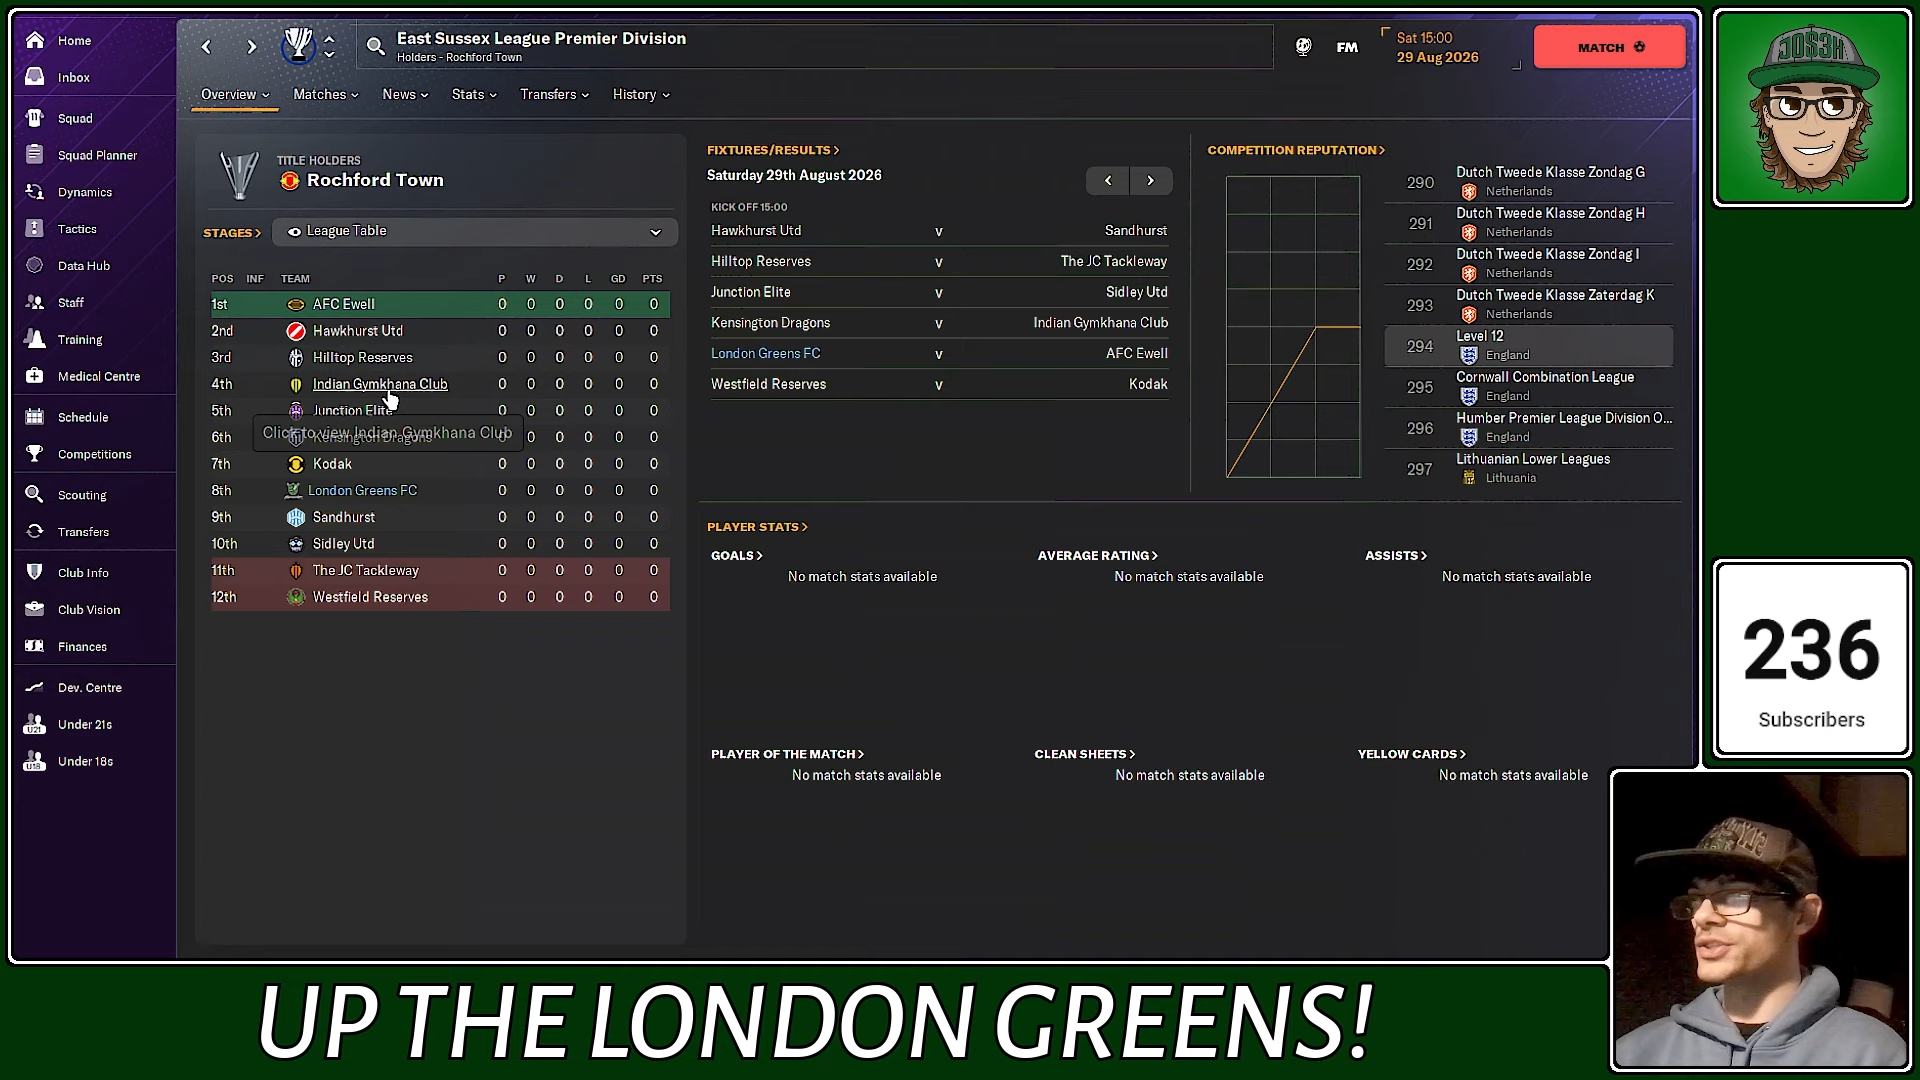 Home
Inbox
Squad
Squad Planner
Dynamics
Tactics
Data Hub
Staff
Training
Medical Centre
Schedule
Competitions
Scouting
Transfers
Club Info
Club Vision
Finances
Dev. Centre
U21 Under 21s
U18 Under 18s
East Sussex League Premier Division
Holders - Rochford Town
FM
Sat 15:00
29 Aug 2026
MATCH
Overview Matches News Stats Transfers History
TITLE HOLDERS
Rochford Town
STAGES > League Table
POS INF TEAM P W D L GD PTS
1st AFC Ewell 0 0 0 0 0 0
2nd Hawkhurst Utd 0 0 0 0 0 0
3rd Hilltop Reserves 0 0 0 0 0 0
4th Indian Gymkhana Club 0 0 0 0 0 0
5th Junction Elite 0 0 0 0 0 0
6th Kensington Dragons 0 0 0 0 0 0
Click to view Indian Gymkhana Club
7th Kodak 0 0 0 0 0 0
8th London Greens FC 0 0 0 0 0 0
9th Sandhurst 0 0 0 0 0 0
10th Sidley Utd 0 0 0 0 0 0
11th The JC Tackleway 0 0 0 0 0 0
12th Westfield Reserves 0 0 0 0 0 0
FIXTURES/RESULTS >
Saturday 29th August 2026
KICK OFF 15:00
Hawkhurst Utd v Sandhurst
Hilltop Reserves v The JC Tackleway
Junction Elite v Sidley Utd
Kensington Dragons v Indian Gymkhana Club
London Greens FC v AFC Ewell
Westfield Reserves v Kodak
COMPETITION REPUTATION >
290 Dutch Tweede Klasse Zondag G
Netherlands
291 Dutch Tweede Klasse Zondag H
Netherlands
292 Dutch Tweede Klasse Zondag I
Netherlands
293 Dutch Tweede Klasse Zaterdag K
Netherlands
294 Level 12
England
295 Cornwall Combination League
England
296 Humber Premier League Division O...
England
297 Lithuanian Lower Leagues
Lithuania
PLAYER STATS >
GOALS >
No match stats available
AVERAGE RATING >
No match stats available
ASSISTS >
No match stats available
PLAYER OF THE MATCH >
No match stats available
CLEAN SHEETS >
No match stats available
YELLOW CARDS >
No match stats available
JO$3H
236
Subscribers
UP THE LONDON GREENS!